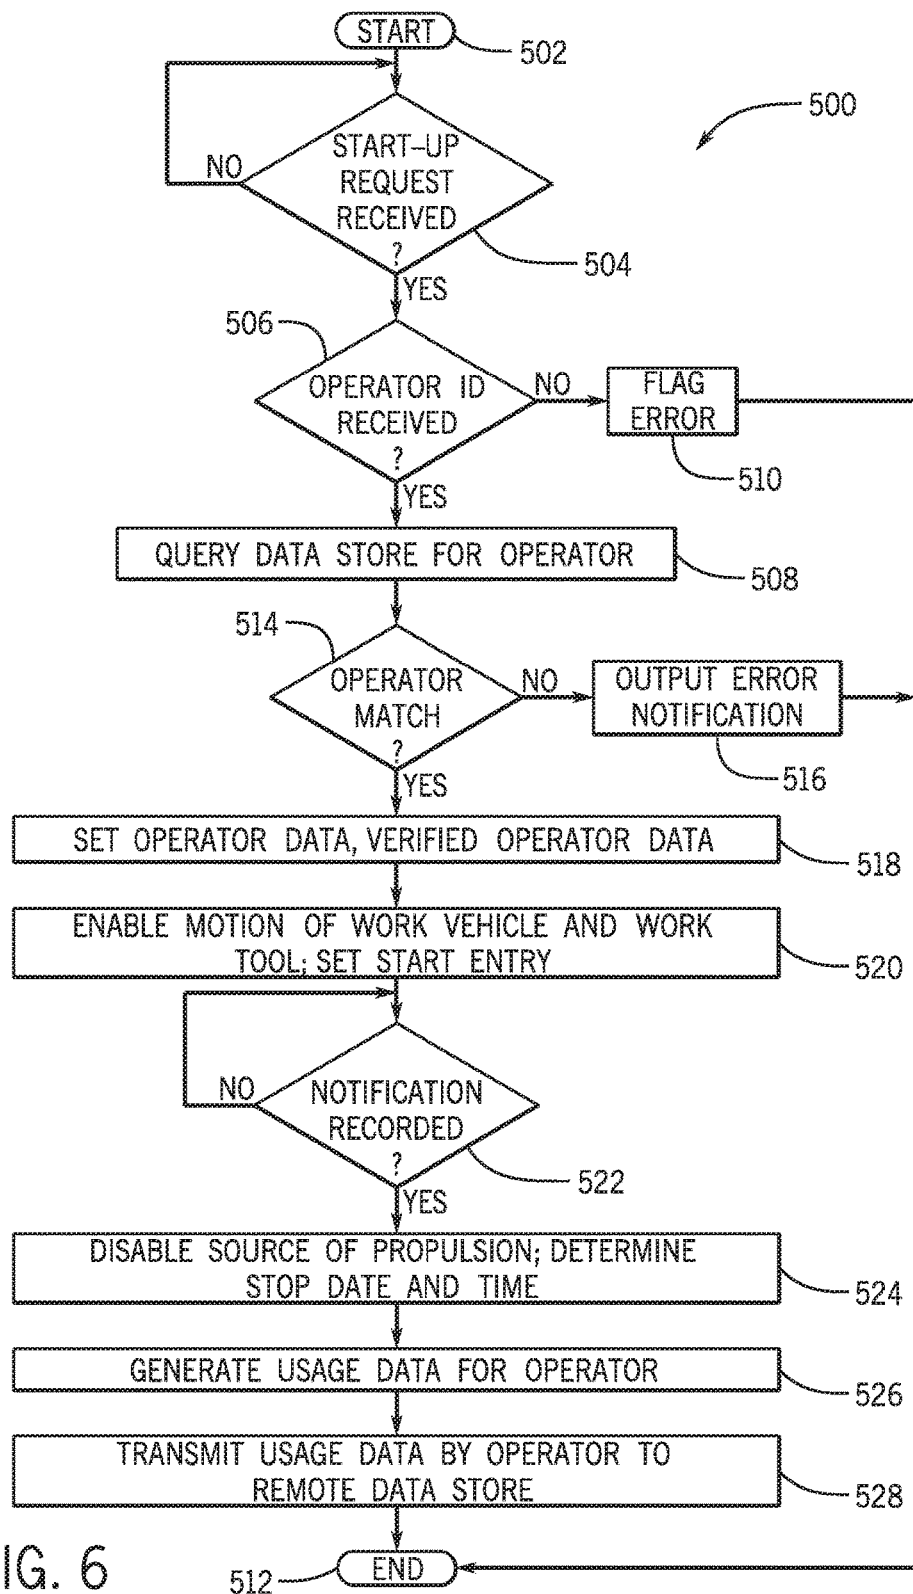 START
502
500
START-UP
REQUEST
RECEIVED
?
NO
504
YES
506
OPERATOR ID
RECEIVED
?
NO
FLAG
ERROR
510
YES
QUERY DATA STORE FOR OPERATOR
508
514
OPERATOR
MATCH
?
NO
OUTPUT ERROR
NOTIFICATION
516
YES
SET OPERATOR DATA, VERIFIED OPERATOR DATA
518
ENABLE MOTION OF WORK VEHICLE AND WORK
TOOL; SET START ENTRY
520
NO
NOTIFICATION
RECORDED
?
522
YES
DISABLE SOURCE OF PROPULSION; DETERMINE
STOP DATE AND TIME
524
GENERATE USAGE DATA FOR OPERATOR
526
TRANSMIT USAGE DATA BY OPERATOR TO
REMOTE DATA STORE
528
IG. 6
512
END